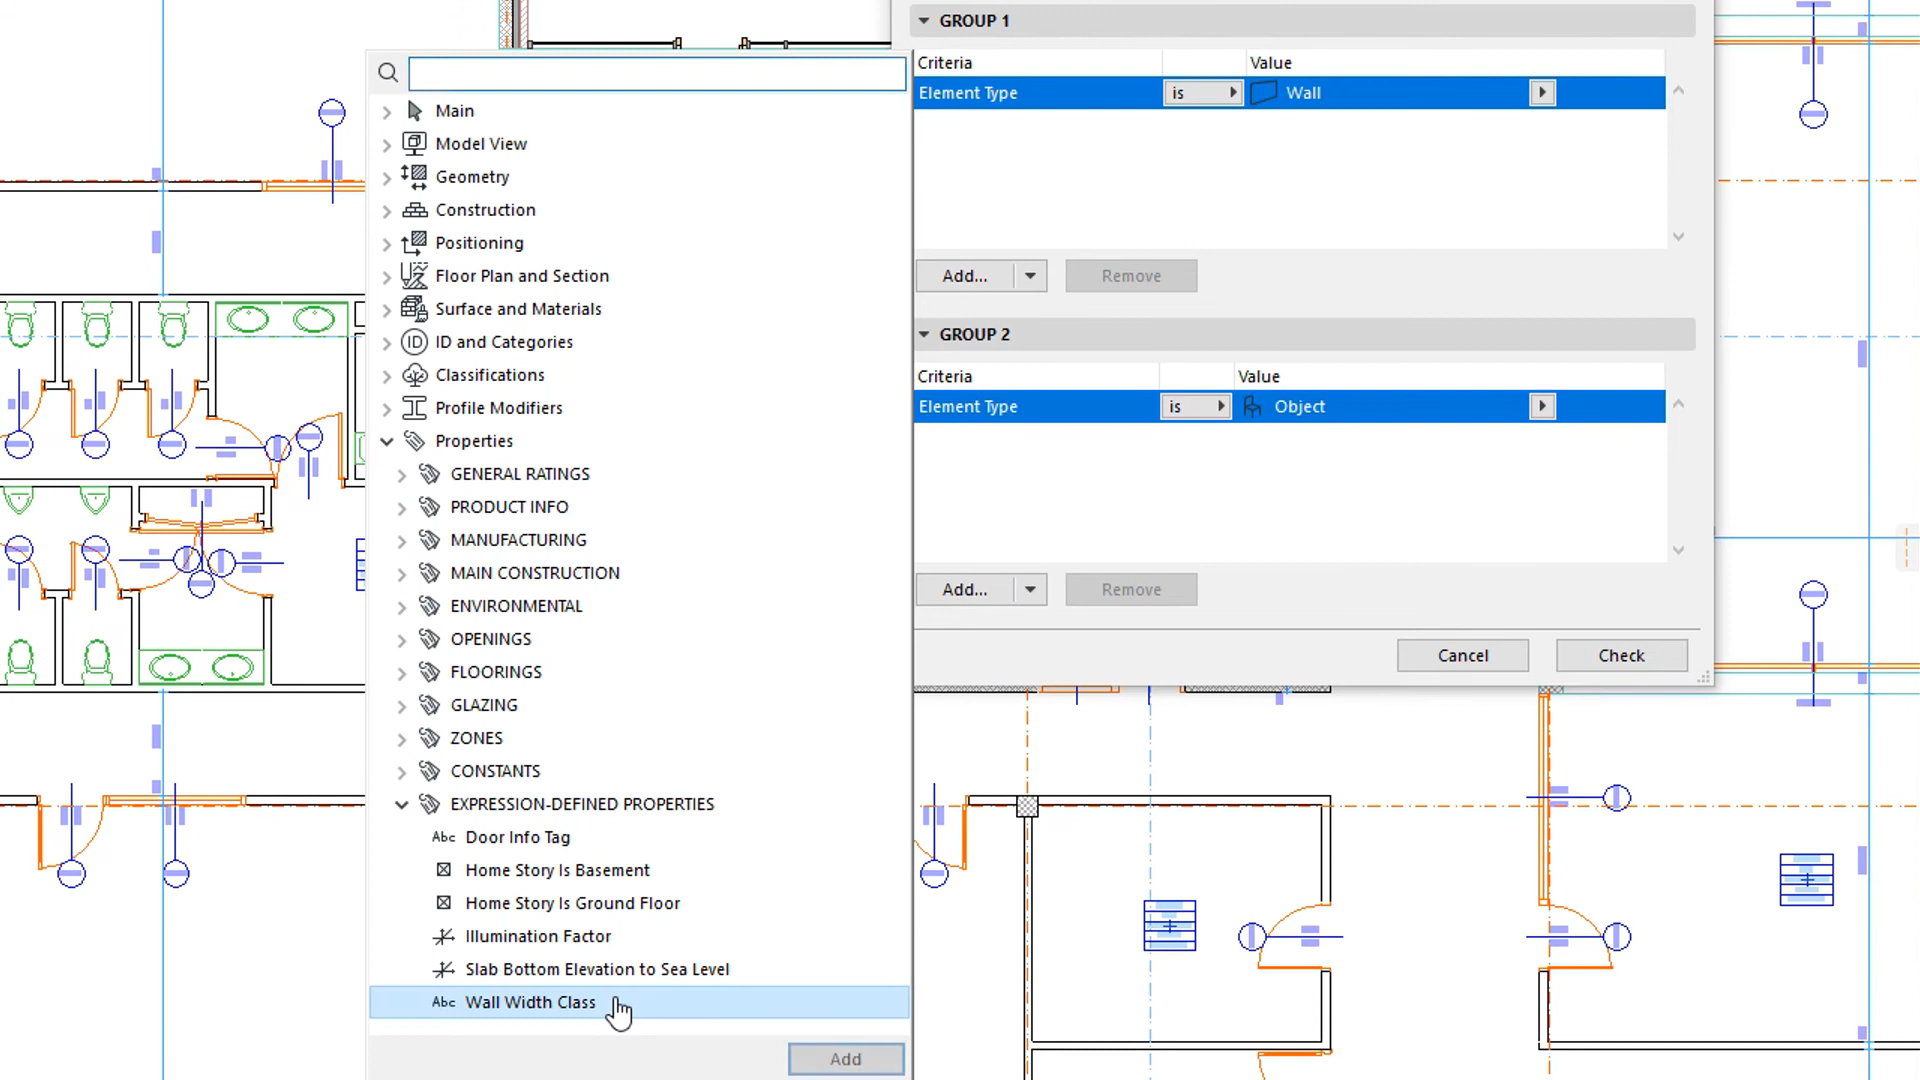 Main
Model View
Geometry
Construction
Positioning
Floor Plan and Section
Surface and Materials
ID and Categories
Classifications
Profile Modifiers
Properties
GENERAL RATINGS
PRODUCT INFO
MANUFACTURING
MAIN CONSTRUCTION
ENVIRONMENTAL
OPENINGS
FLOORINGS
GLAZING
ZONES
CONSTANTS
EXPRESSION-DEFINED PROPERTIES
Abc Door Info Tag
Home Story Is Basement
Home Story Is Ground Floor
Illumination Factor
Slab Bottom Elevation to Sea Level
Abc Wall Width Class
Add
GROUP 1
Criteria Value
Element Type is Wall
Add... Remove
GROUP 2
Criteria Value
Element Type is Object
Add... Remove
Cancel Check